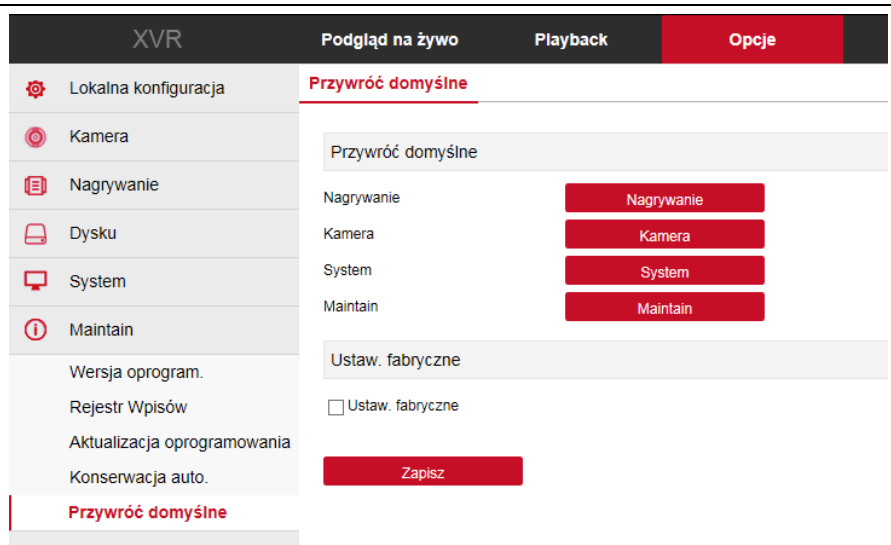 XVR
Podgląd na żywo
Playback
Opcje
Lokalna konfiguracja
Kamera
Nagrywanie
Dysku
System
Maintain
Wersja oprogram.
Rejestr Wpisów
Aktualizacja oprogramowania
Konserwacja auto.
Przywróć domyślne
Przywróć domyślne
Przywróć domyślne
Nagrywanie Nagrywanie
Kamera Kamera
System System
Maintain Maintain
Ustaw. fabryczne
Ustaw. fabryczne
Zapisz